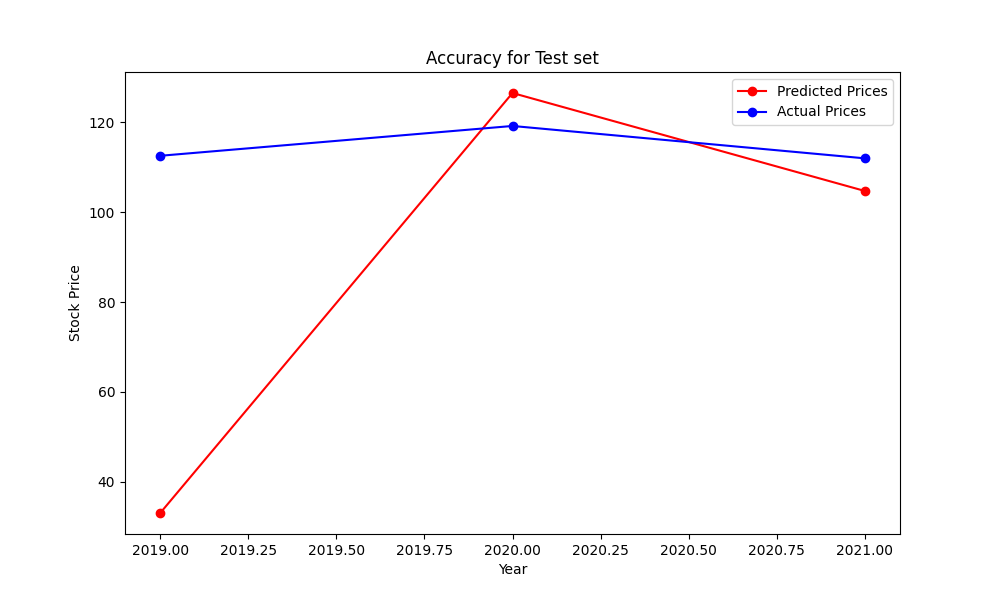 Accuracy for Test set
Predicted Prices
Actual Prices
Stock Price
120
100
80
60
40
2019.00 2019.25 2019.50 2019.75 2020.00 2020.25 2020.50 2020.75 2021.00
Year